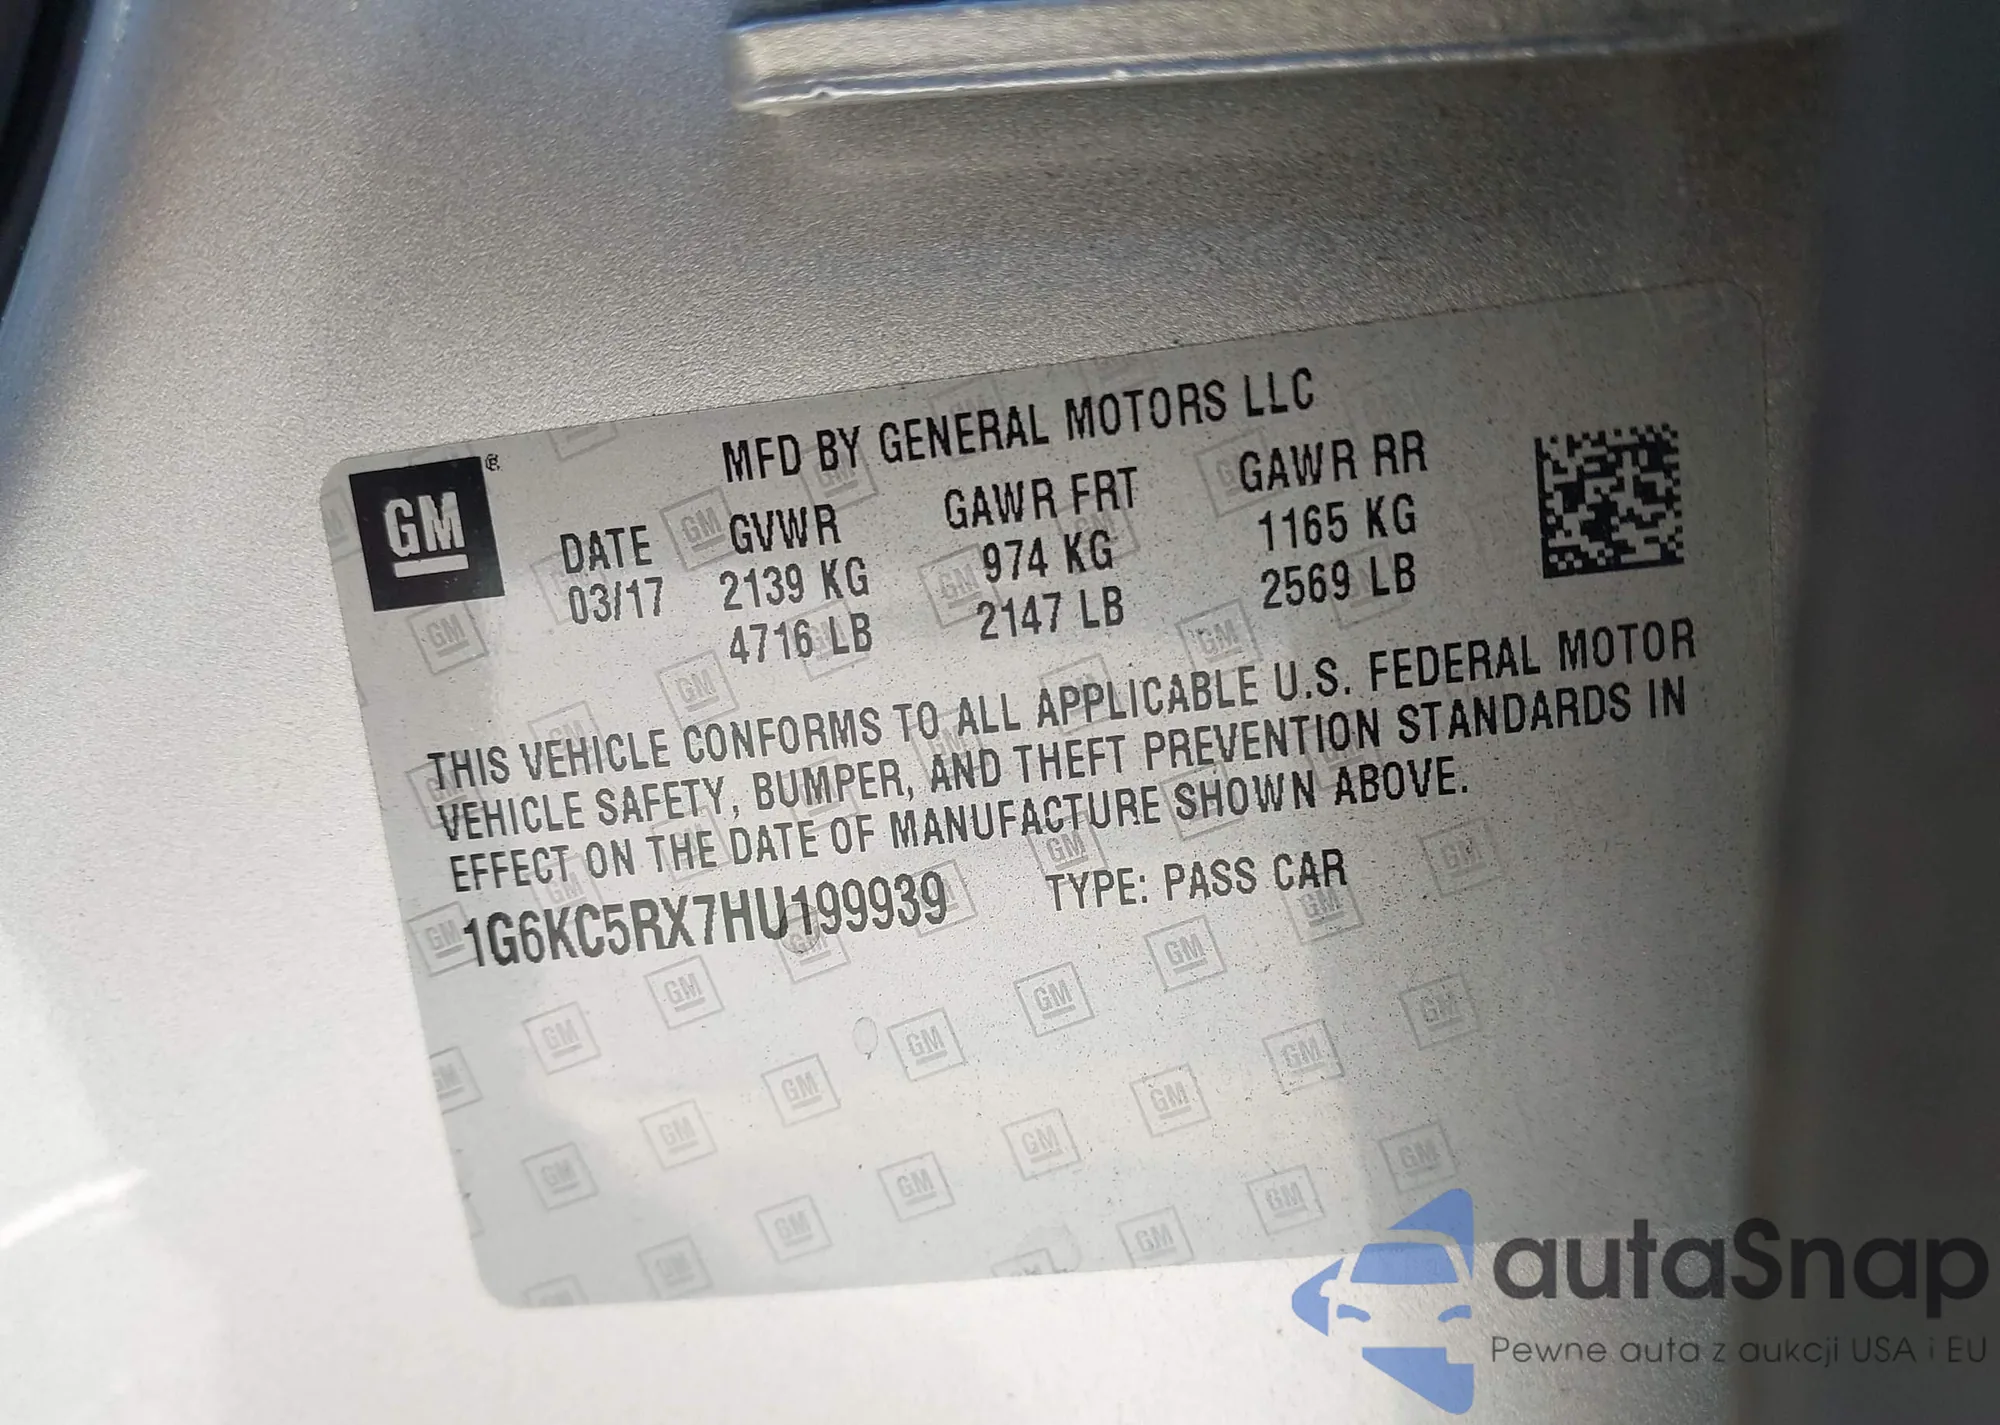 MFD BY GENERAL MOTORS LLC
GM ®
DATE GVWR GAWR FRT GAWR RR
03/17 2139 KG 974 KG 1165 KG
4716 LB 2147 LB 2569 LB
THIS VEHICLE CONFORMS TO ALL APPLICABLE U.S. FEDERAL MOTOR
VEHICLE SAFETY, BUMPER, AND THEFT PREVENTION STANDARDS IN
EFFECT ON THE DATE OF MANUFACTURE SHOWN ABOVE.
1G6KC5RX7HU199939 TYPE: PASS CAR
autaSnap
Pewne auta z aukcji USA i EU